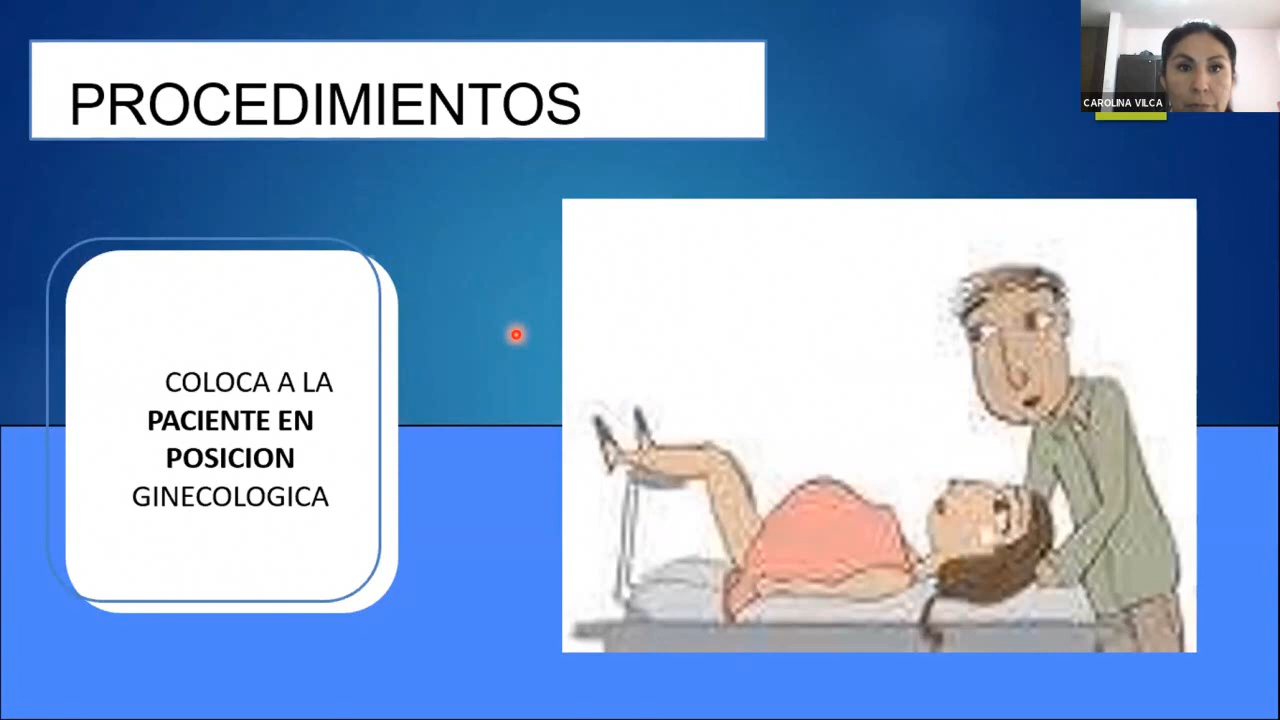 PROCEDIMIENTOS
CAROLINA VILCA
COLOCA A LA
PACIENTE EN
POSICION
GINECOLOGICA